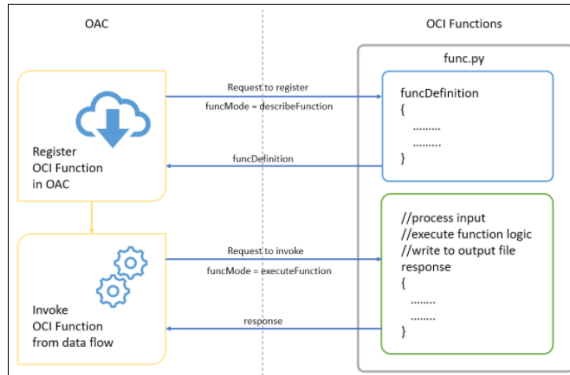 OAC
OCI Functions
func.py
Request to register
funcMode = describeFunction
funcDefinition
{
.........
.........
}
Register
OCI Function
in OAC
funcDefinition
//process input
//execute function logic
//write to output file
response
{
........
........
}
Request to invoke
funcMode = executeFunction
Invoke
OCI Function
from data flow
response